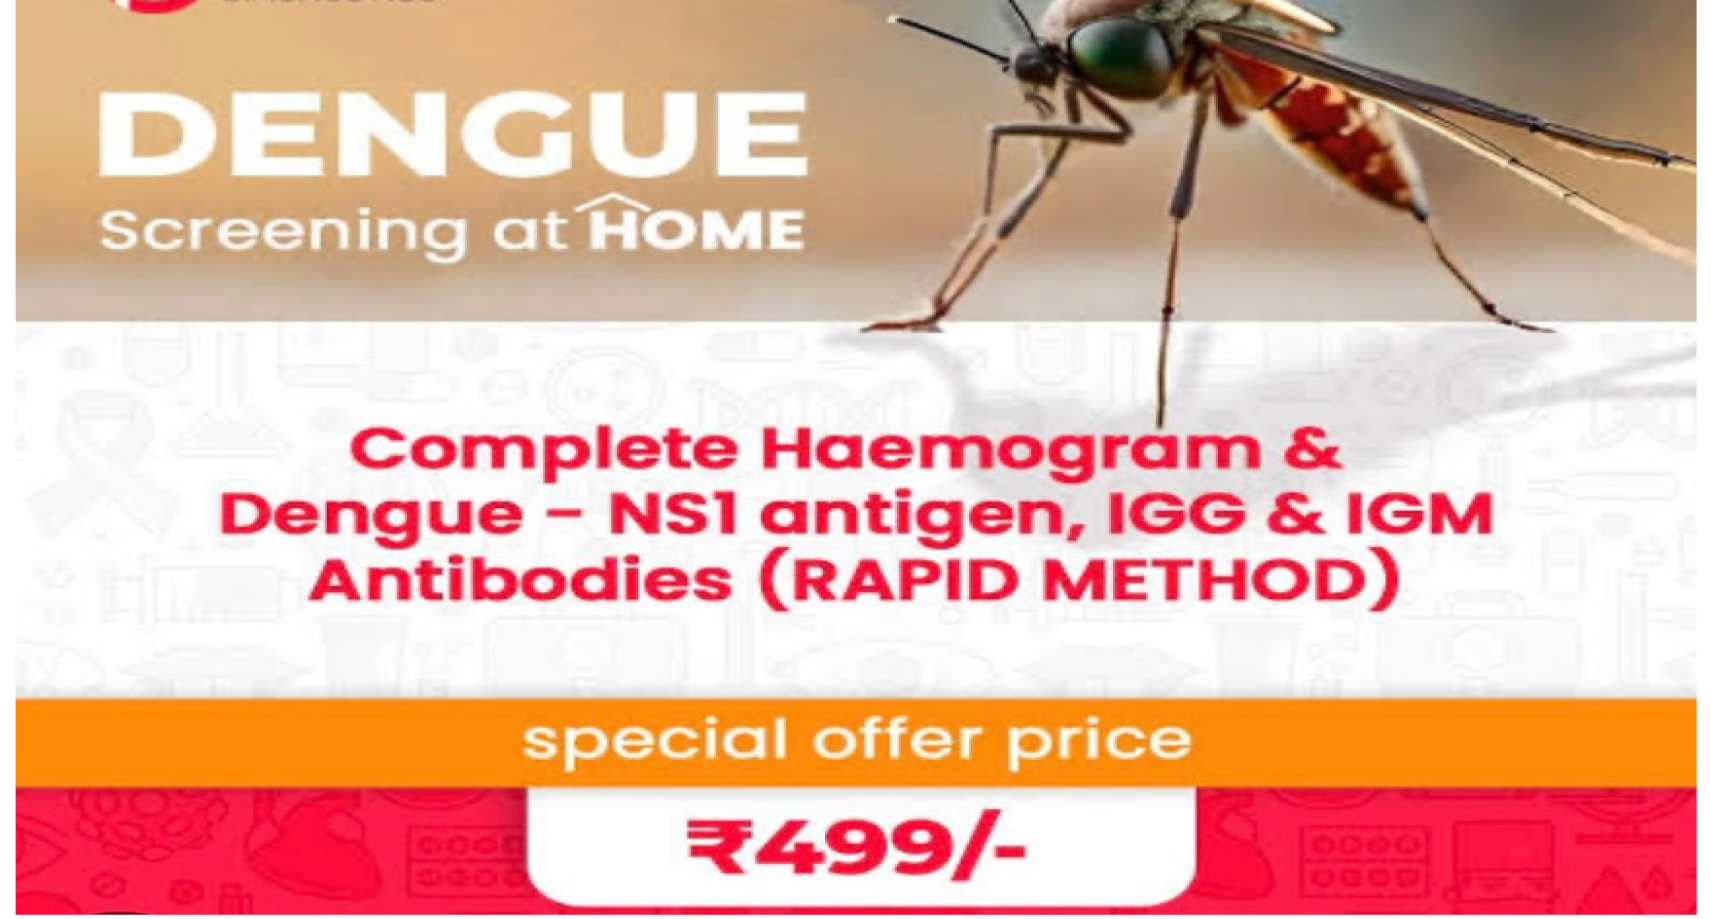 DENGUE
Screening at HOME
Complete Haemogram &
Dengue – NS1 antigen, IGG & IGM
Antibodies (RAPID METHOD)
special offer price
₹499/-